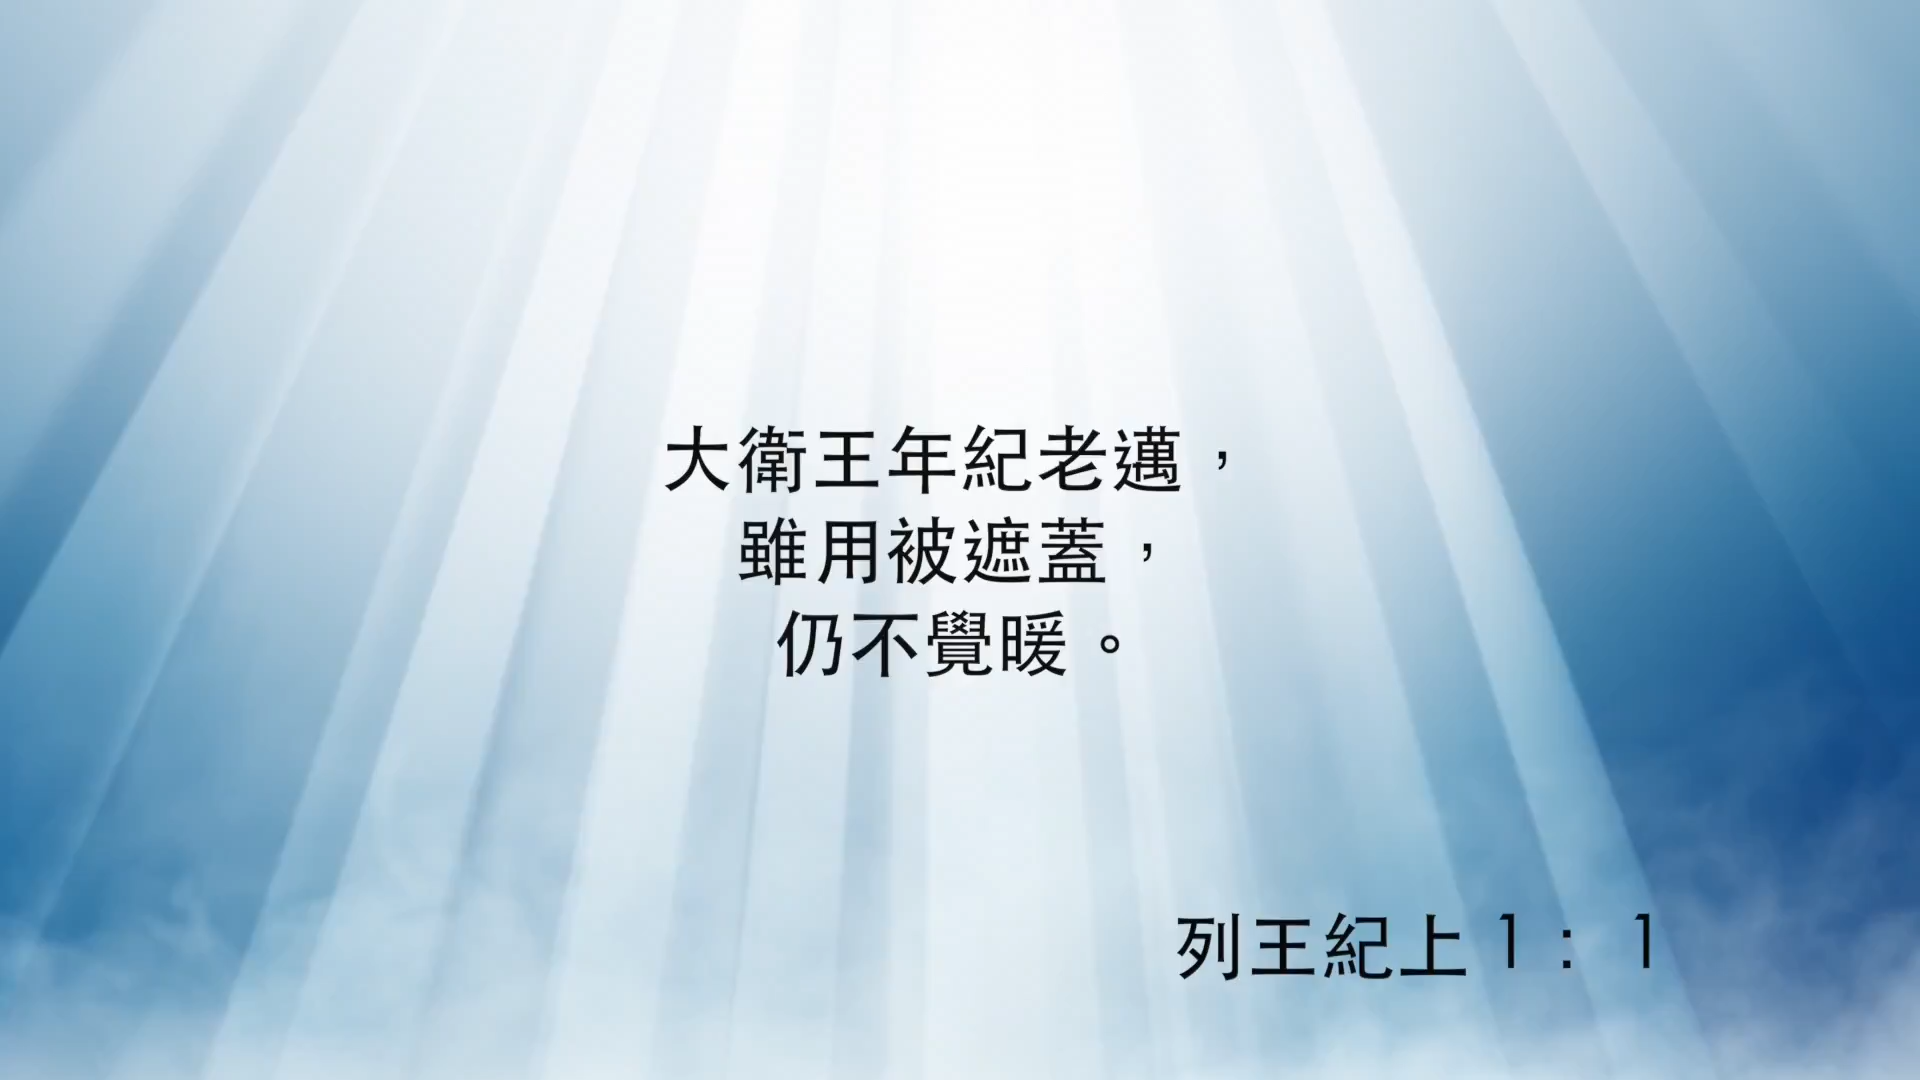 大衛王年紀老邁，
雖用被遮蓋，
仍不覺暖。
列王紀上1：1